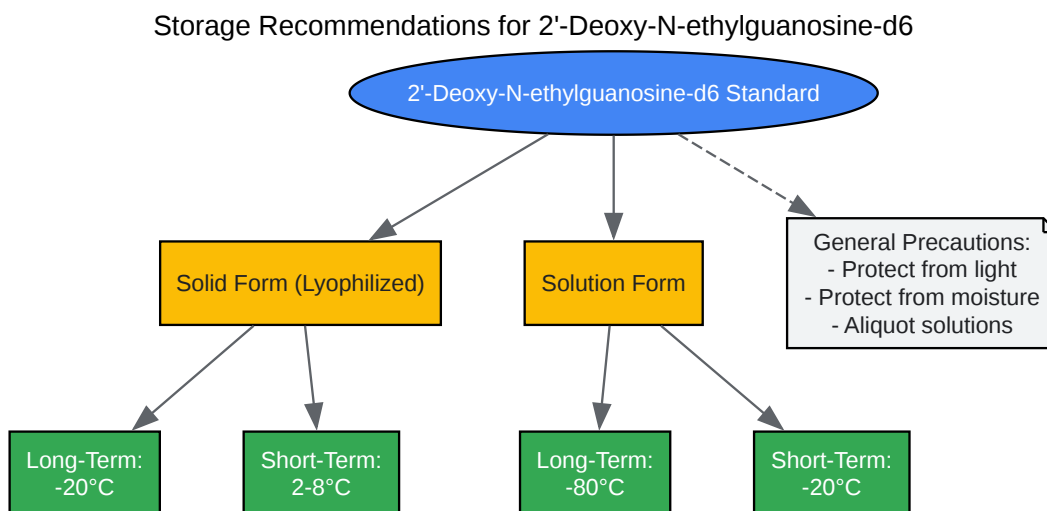 Storage Recommendations for 2'-Deoxy-N-ethylguanosine-d6
2'-Deoxy-N-ethylguanosine-d6 Standard
Solid Form (Lyophilized)
Solution Form
General Precautions:
- Protect from light
- Protect from moisture
- Aliquot solutions
Long-Term:
-20°C
Short-Term:
2-8°C
Long-Term:
-80°C
Short-Term:
-20°C